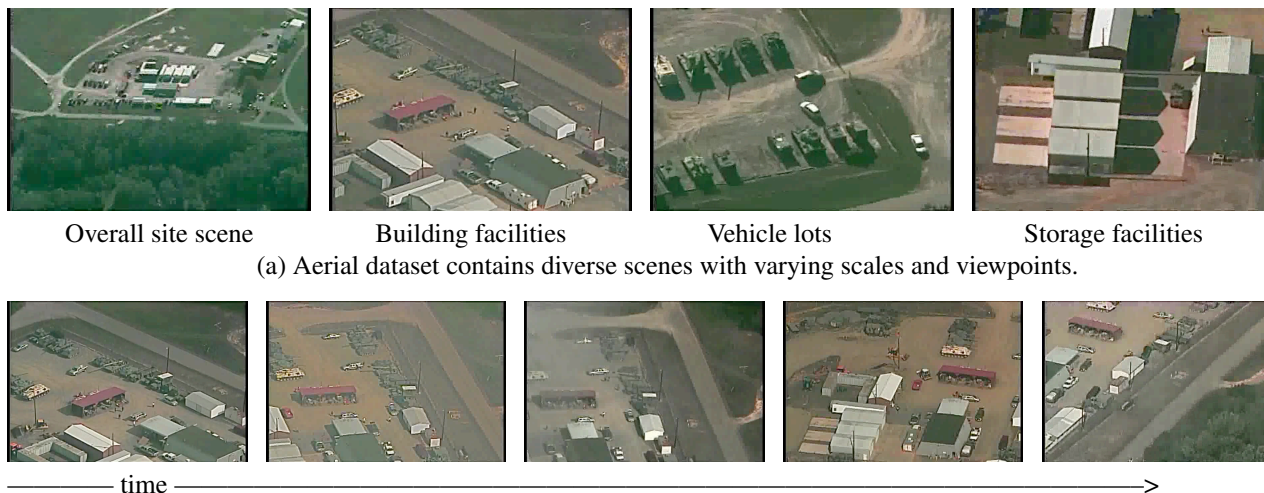 Overall site scene
Building facilities
Vehicle lots
Storage facilities
(a) Aerial dataset contains diverse scenes with varying scales and viewpoints.
time